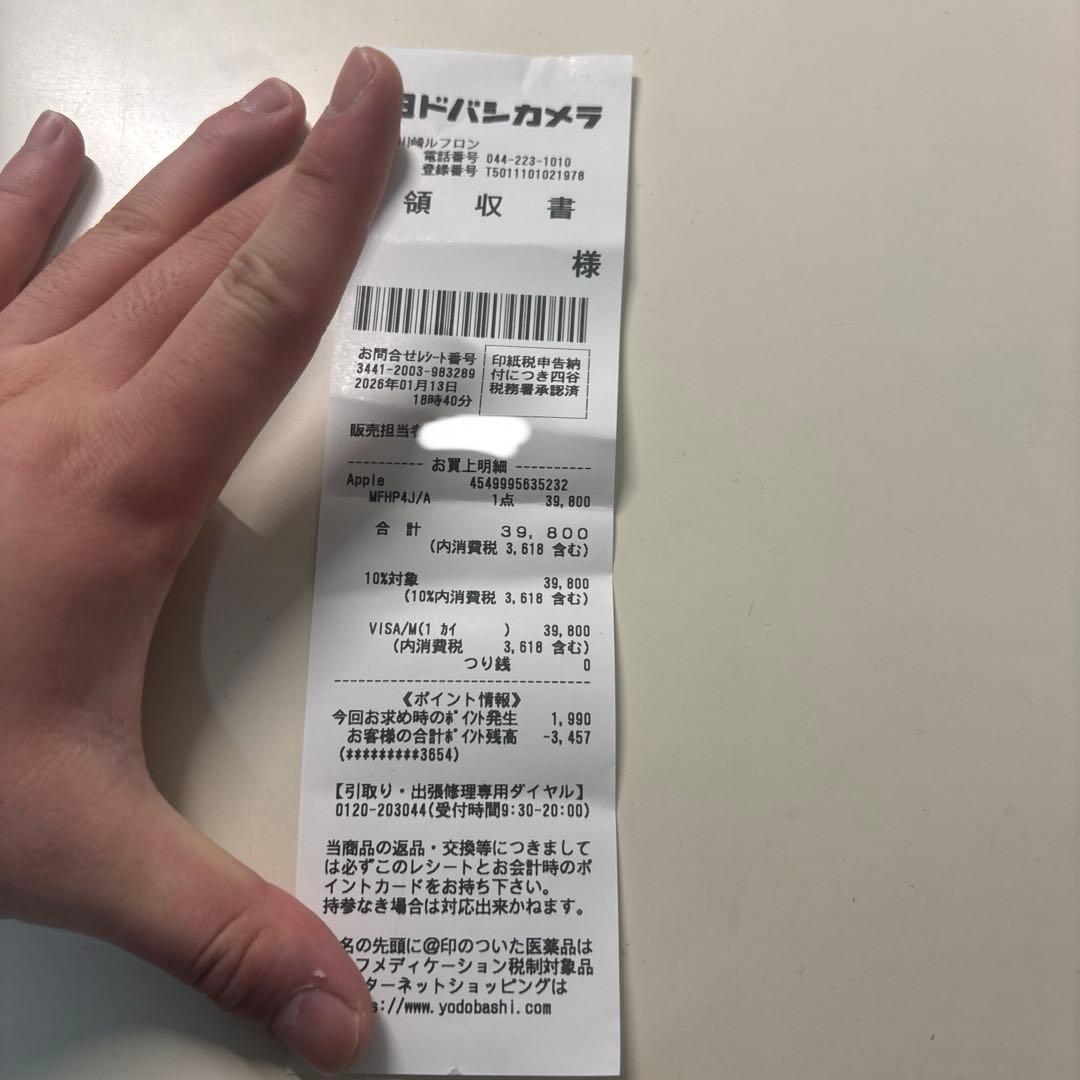 ヨドバシカメラ
川崎ルフロン
電話番号 044-223-1010
登録番号 T5011101021978
領 収 書
様
お問合せﾚｼｰﾄ番号
3441-2003-983289
2026年01月13日
18時40分
印紙税申告納
付につき四谷
税務署承認済
販売担当者
---------- お買上明細 ----------
Apple 4549995635232
MFHP4J/A 1点 39,800
合 計 39,800
(内消費税 3,618 含む)
10%対象 39,800
(10%内消費税 3,618 含む)
VISA/M(1 ｶｲ ) 39,800
(内消費税 3,618 含む)
つり銭 0
--------------------------------
《ポイント情報》
今回お求め時のﾎﾟｲﾝﾄ発生 1,990
お客様の合計ﾎﾟｲﾝﾄ残高 -3,457
(*********3654)
【引取り・出張修理専用ダイヤル】
0120-203044(受付時間9:30-20:00)
当商品の返品・交換等につきまして
は必ずこのレシートとお会計時のポ
イントカードをお持ち下さい。
持参なき場合は対応出来かねます。
名の先頭に@印のついた医薬品は
フメディケーション税制対象品
ターネットショッピングは
s://www.yodobashi.com